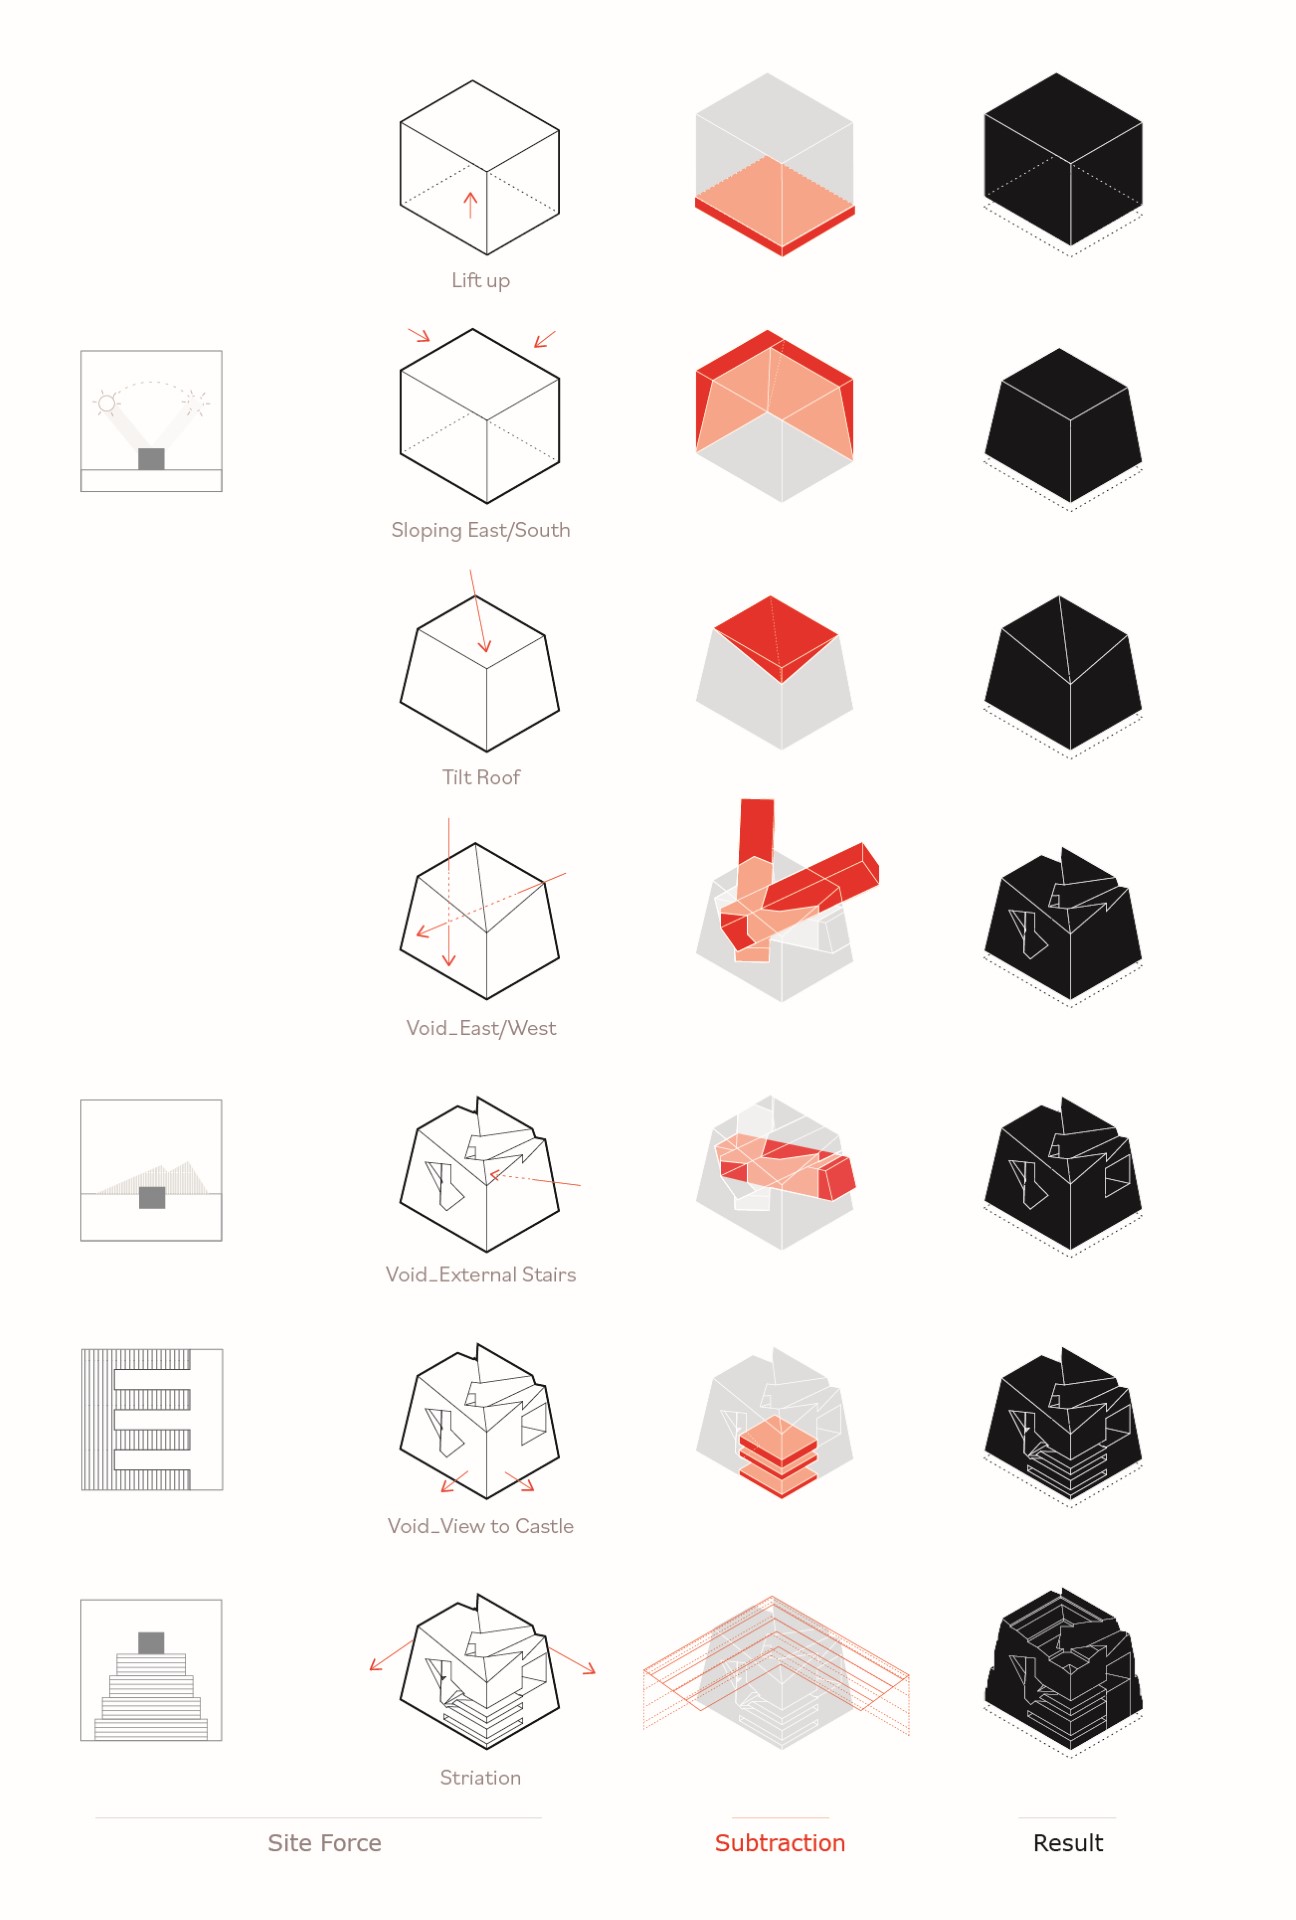 Lift up
Sloping East/South
Tilt Roof
Void_East/West
Void_External Stairs
Void_View to Castle
Striation
Site Force
Subtraction
Result